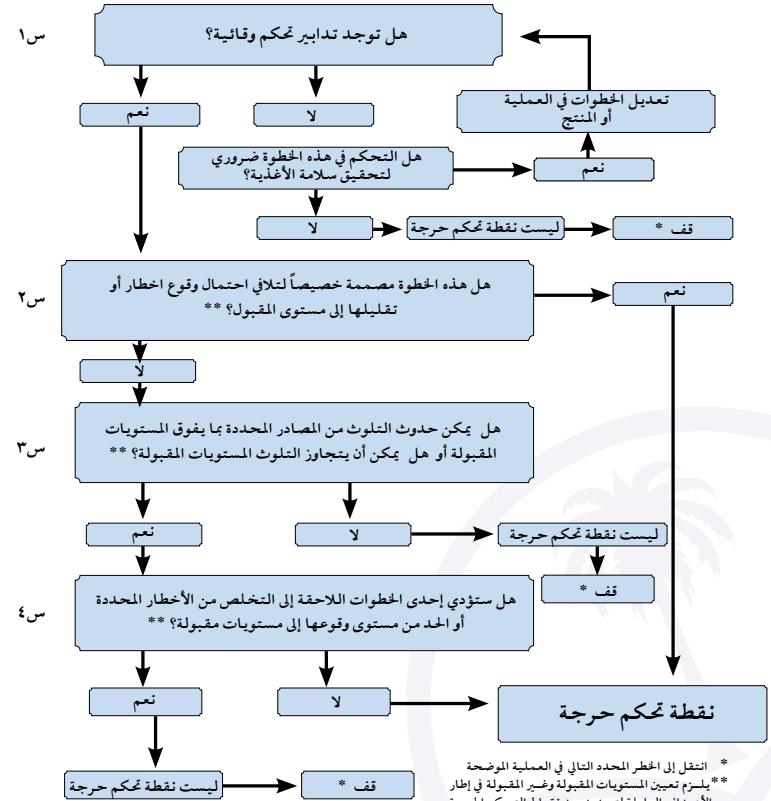 س١
هل توجد تدابير تحكم وقائية؟
نعم
لا
تعديل الخطوات في العملية
أو المنتج
هل التحكم في هذه الخطوة ضروري
لتحقيق سلامة الأغذية؟
نعم
لا
ليست نقطة تحكم حرجة
قف *
س٢
هل هذه الخطوة مصممة خصيصاً لتلافي احتمال وقوع اخطار أو
تقليلها إلى مستوى المقبول؟ **
نعم
لا
س٣
هل يمكن حدوث التلوث من المصادر المحددة بما يفوق المستويات
المقبولة أو هل يمكن أن يتجاوز التلوث المستويات المقبولة؟ **
نعم
لا
ليست نقطة تحكم حرجة
قف *
س٤
هل ستؤدي إحدى الخطوات اللاحقة إلى التخلص من الأخطار المحددة
أو الحد من مستوى وقوعها إلى مستويات مقبولة؟ **
نعم
لا
نقطة تحكم حرجة
ليست نقطة تحكم حرجة
قف *
* انتقل إلى الخطر المحدد التالي في العملية الموضحة
** يلـزم تعيين المستويات المقبولة وغـير المقبولة في إطار